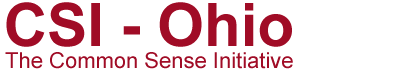 CSI - Ohio
The Common Sense Initiative